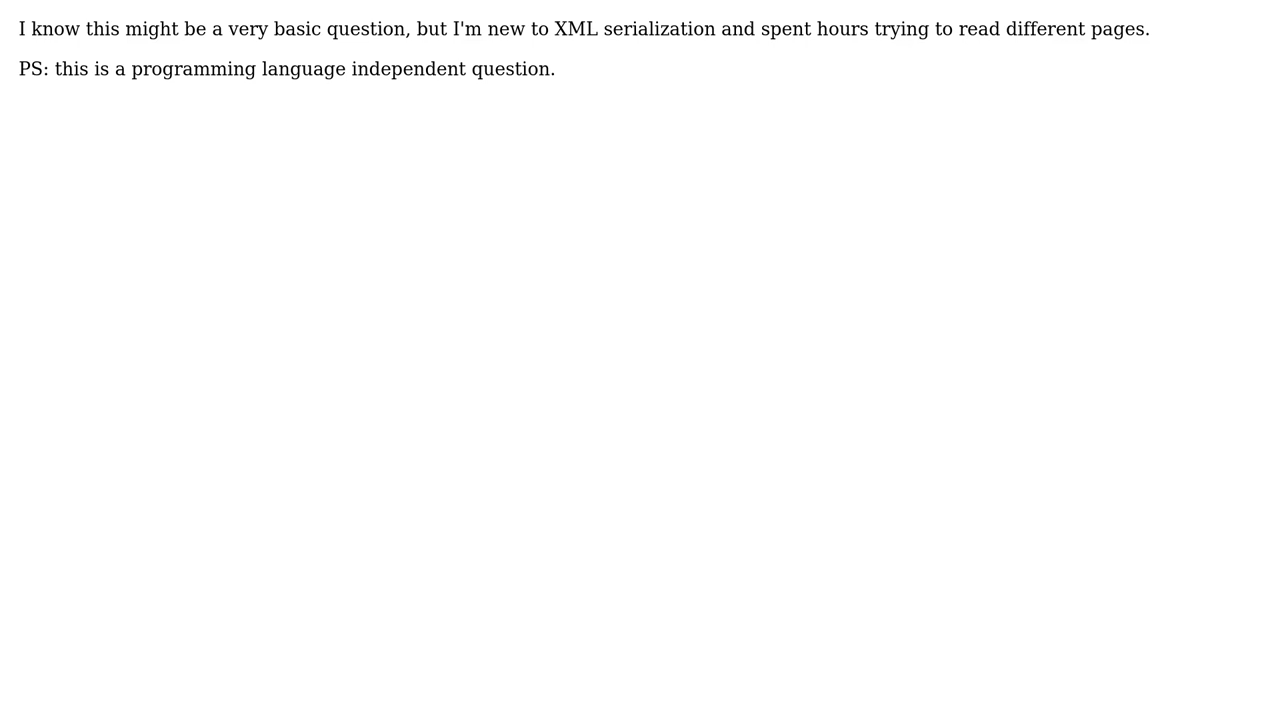 I know this might be a very basic question, but I'm new to XML serialization and spent hours trying to read different pages.
PS: this is a programming language independent question.